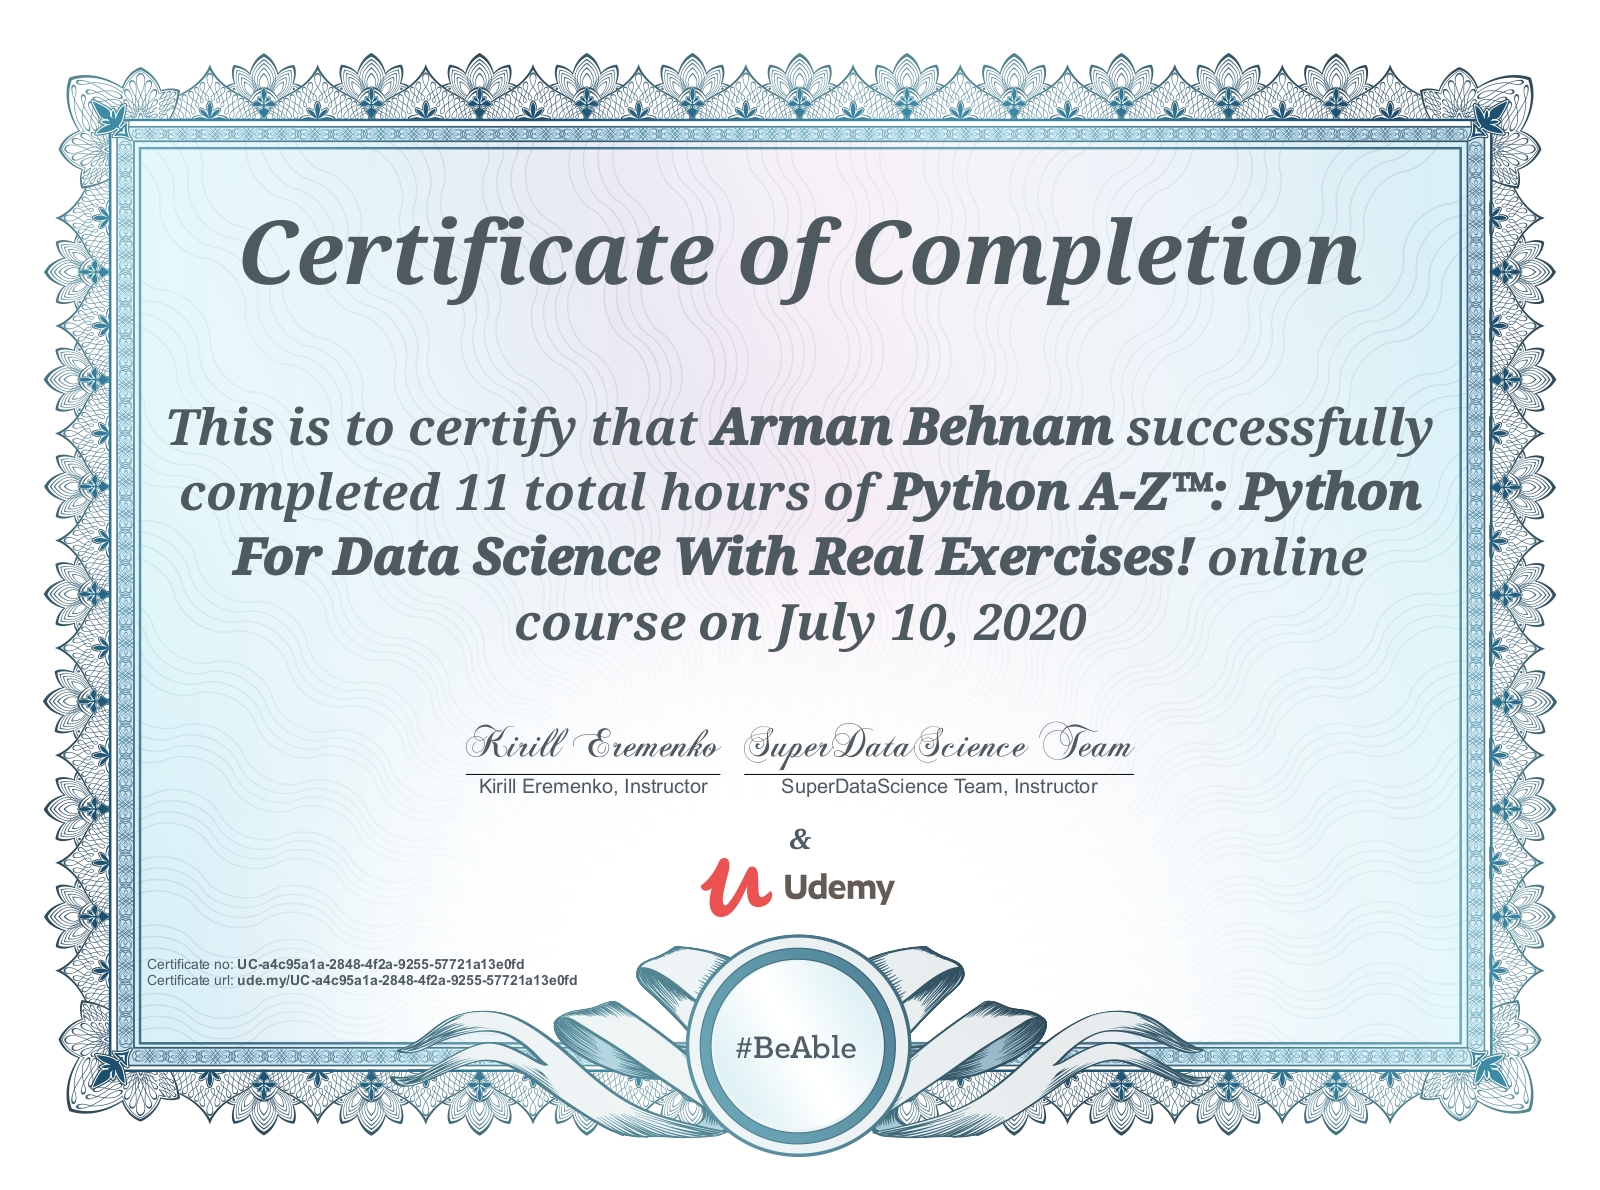 Certificate of Completion
This is to certify that Arman Behnam successfully
completed 11 total hours of Python A-Z™: Python
For Data Science With Real Exercises! online
course on July 10, 2020
Kirill Eremenko SuperDataScience Team
Kirill Eremenko, Instructor SuperDataScience Team, Instructor
&
Udemy
Certificate no: UC-a4c95a1a-2848-4f2a-9255-57721a13e0fd
Certificate url: ude.my/UC-a4c95a1a-2848-4f2a-9255-57721a13e0fd
#BeAble